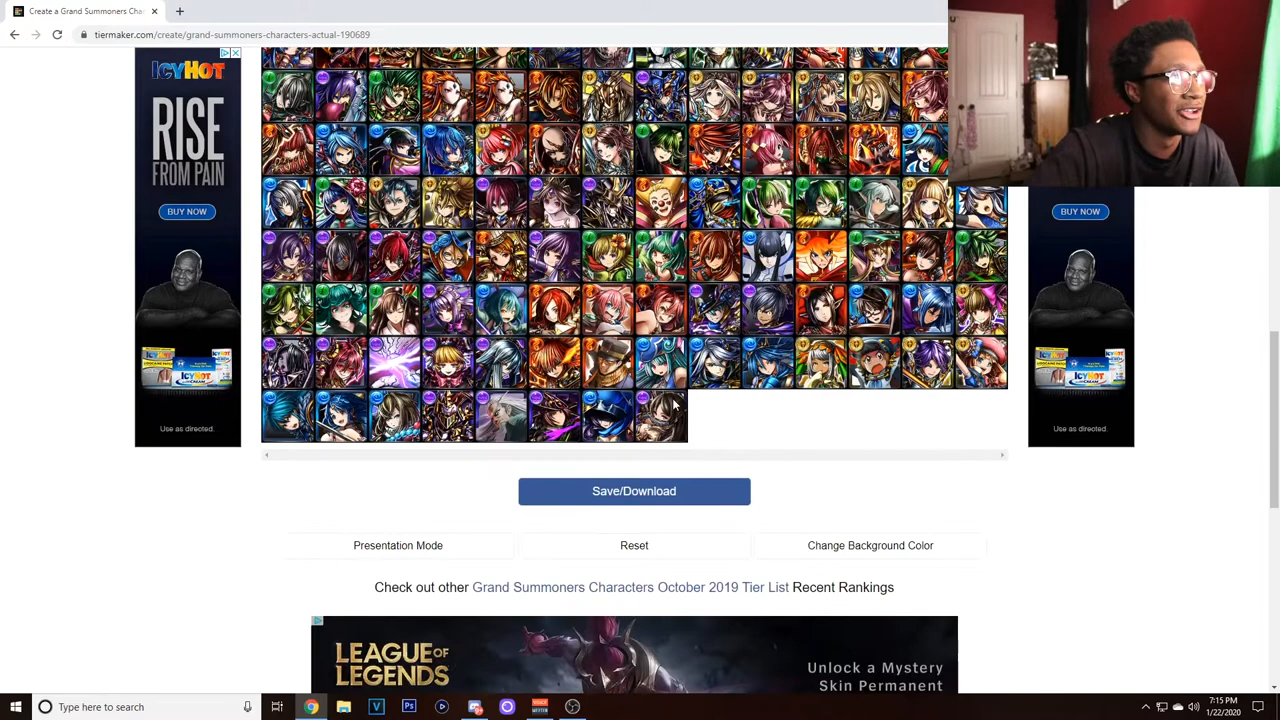 Create a Grand Summoners Cha
tiermaker.com/create/grand-summoners-characters-actual-190689
ICYHOT
RISE
FROM PAIN
BUY NOW
Use as directed.
BUY NOW
Use as directed.
Save/Download
Presentation Mode
Reset
Change Background Color
Check out other Grand Summoners Characters October 2019 Tier List Recent Rankings
LEAGUE OF
LEGENDS
Unlock a Mystery
Skin Permanent
Type here to search
7:15 PM
1/22/2020